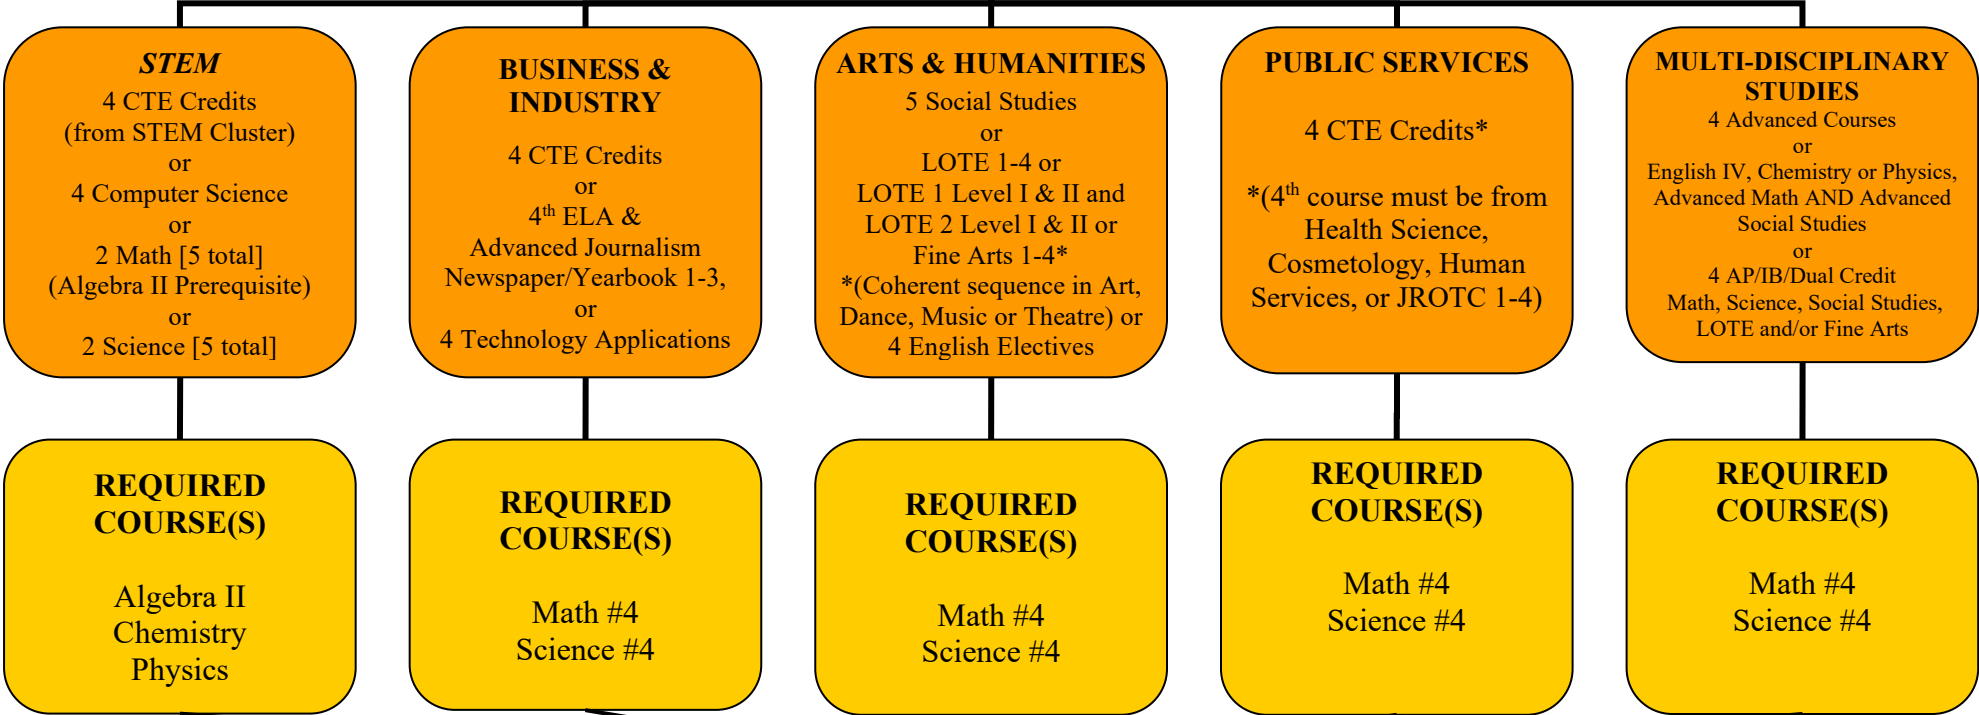 STEM
4 CTE Credits
(from STEM Cluster)
or
4 Computer Science
or
2 Math [5 total]
(Algebra II Prerequisite)
or
2 Science [5 total]
BUSINESS &
INDUSTRY
4 CTE Credits
or
4th ELA &
Advanced Journalism
Newspaper/Yearbook 1-3,
or
4 Technology Applications
ARTS & HUMANITIES
5 Social Studies
or
LOTE 1-4 or
LOTE 1 Level I & II and
LOTE 2 Level I & II or
Fine Arts 1-4*
*(Coherent sequence in Art,
Dance, Music or Theatre) or
4 English Electives
PUBLIC SERVICES
4 CTE Credits*
*(4th course must be from
Health Science,
Cosmetology, Human
Services, or JROTC 1-4)
MULTI-DISCIPLINARY
STUDIES
4 Advanced Courses
or
English IV, Chemistry or Physics,
Advanced Math AND Advanced
Social Studies
or
4 AP/IB/Dual Credit
Math, Science, Social Studies,
LOTE and/or Fine Arts
REQUIRED
COURSE(S)
Algebra II
Chemistry
Physics
REQUIRED
COURSE(S)
Math #4
Science #4
REQUIRED
COURSE(S)
Math #4
Science #4
REQUIRED
COURSE(S)
Math #4
Science #4
REQUIRED
COURSE(S)
Math #4
Science #4